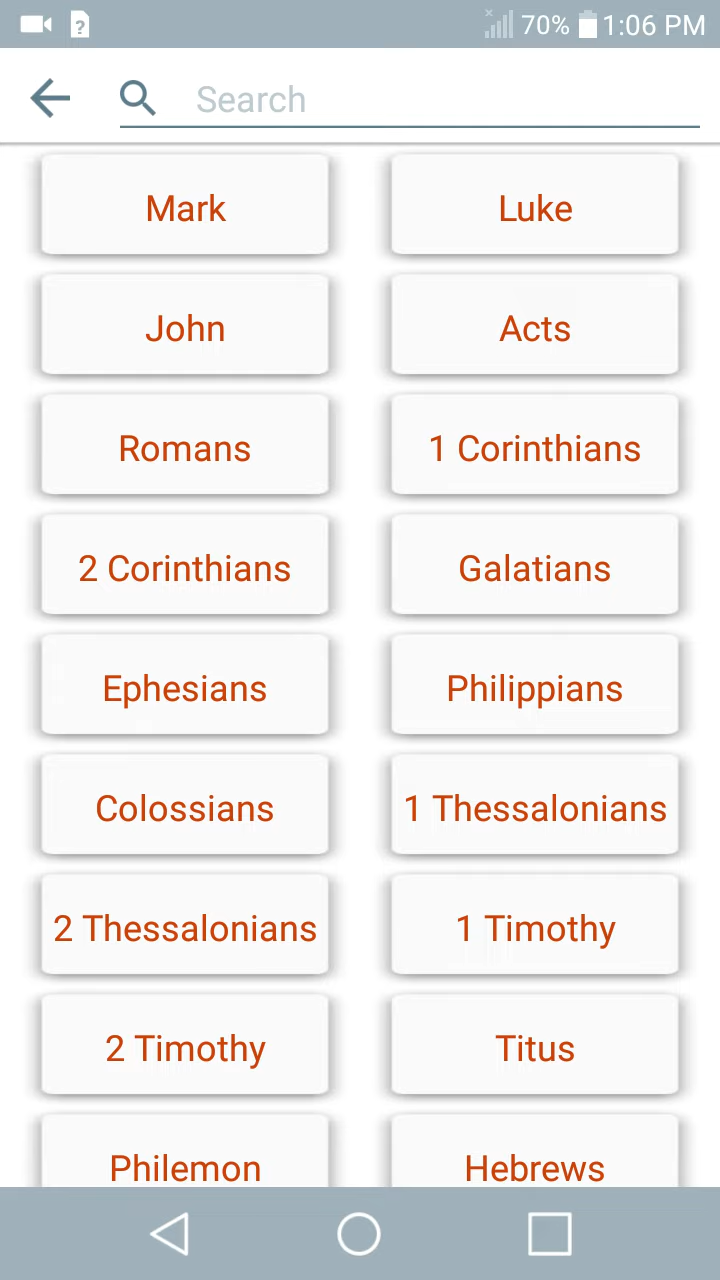 70% 1:06 PM
Search
Mark Luke
John Acts
Romans 1 Corinthians
2 Corinthians Galatians
Ephesians Philippians
Colossians 1 Thessalonians
2 Thessalonians 1 Timothy
2 Timothy Titus
Philemon Hebrews